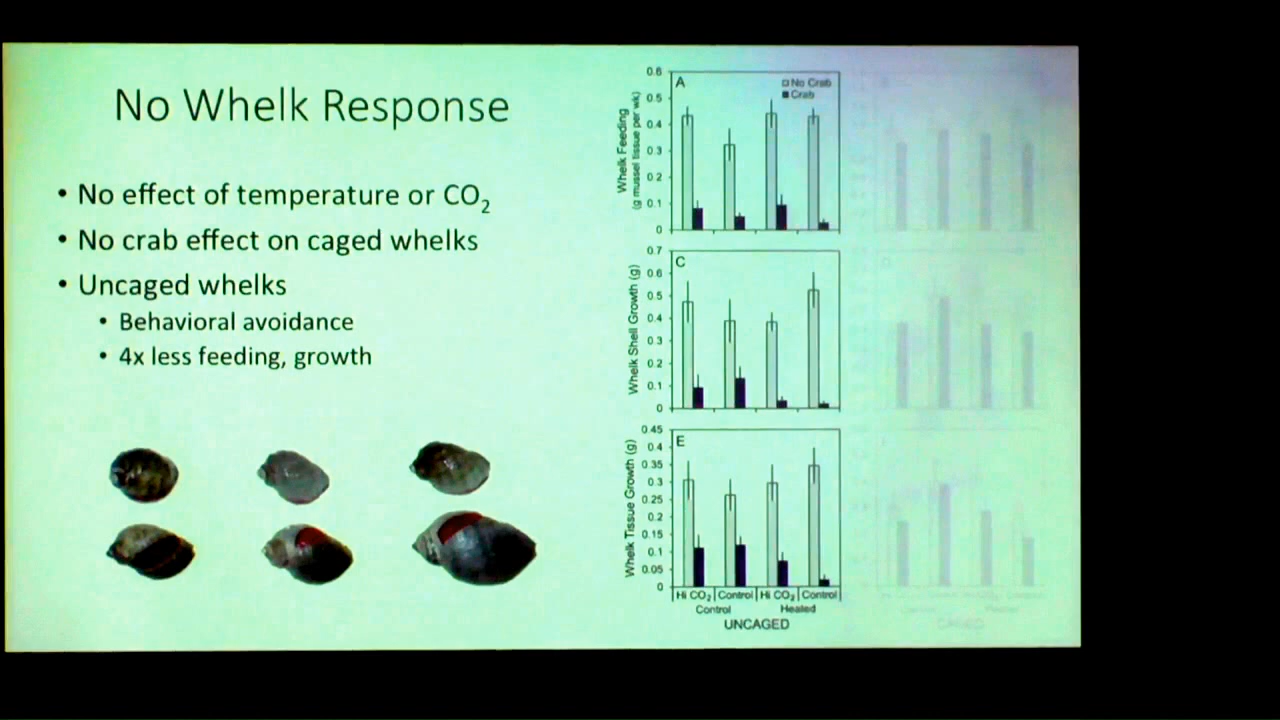 No Whelk Response
• No effect of temperature or CO2
• No crab effect on caged whelks
• Uncaged whelks
• Behavioral avoidance
• 4x less feeding, growth
A
No Crab
Crab
Whelk Feeding
(g mussel tissue per wk)
0.6
0.5
0.4
0.3
0.2
0.1
0
C
Whelk Shell Growth (g)
0.7
0.6
0.5
0.4
0.3
0.2
0.1
0
E
Whelk Tissue Growth (g)
0.45
0.4
0.35
0.3
0.25
0.2
0.15
0.1
0.05
0
Hi CO2 Control Hi CO2 Control
Control Heated
UNCAGED
CAGED